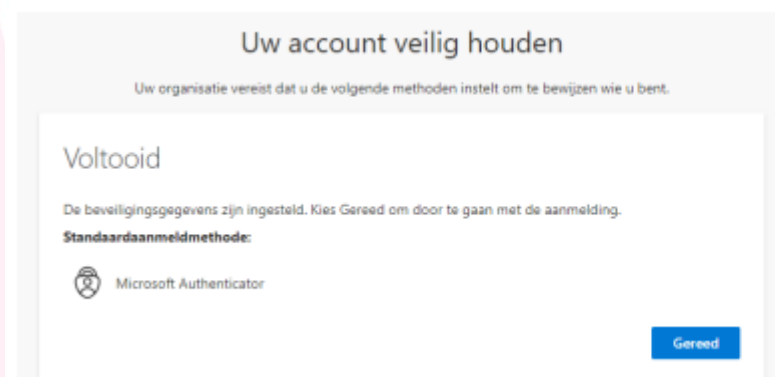 Uw account veilig houden
Uw organisatie vereist dat u de volgende methoden instelt om te bewijzen wie u bent.
Voltooid
De beveiligingsgegevens zijn ingesteld. Kies Gereed om door te gaan met de aanmelding.
Standaardaanmeldmethode:
Microsoft Authenticator
Gereed